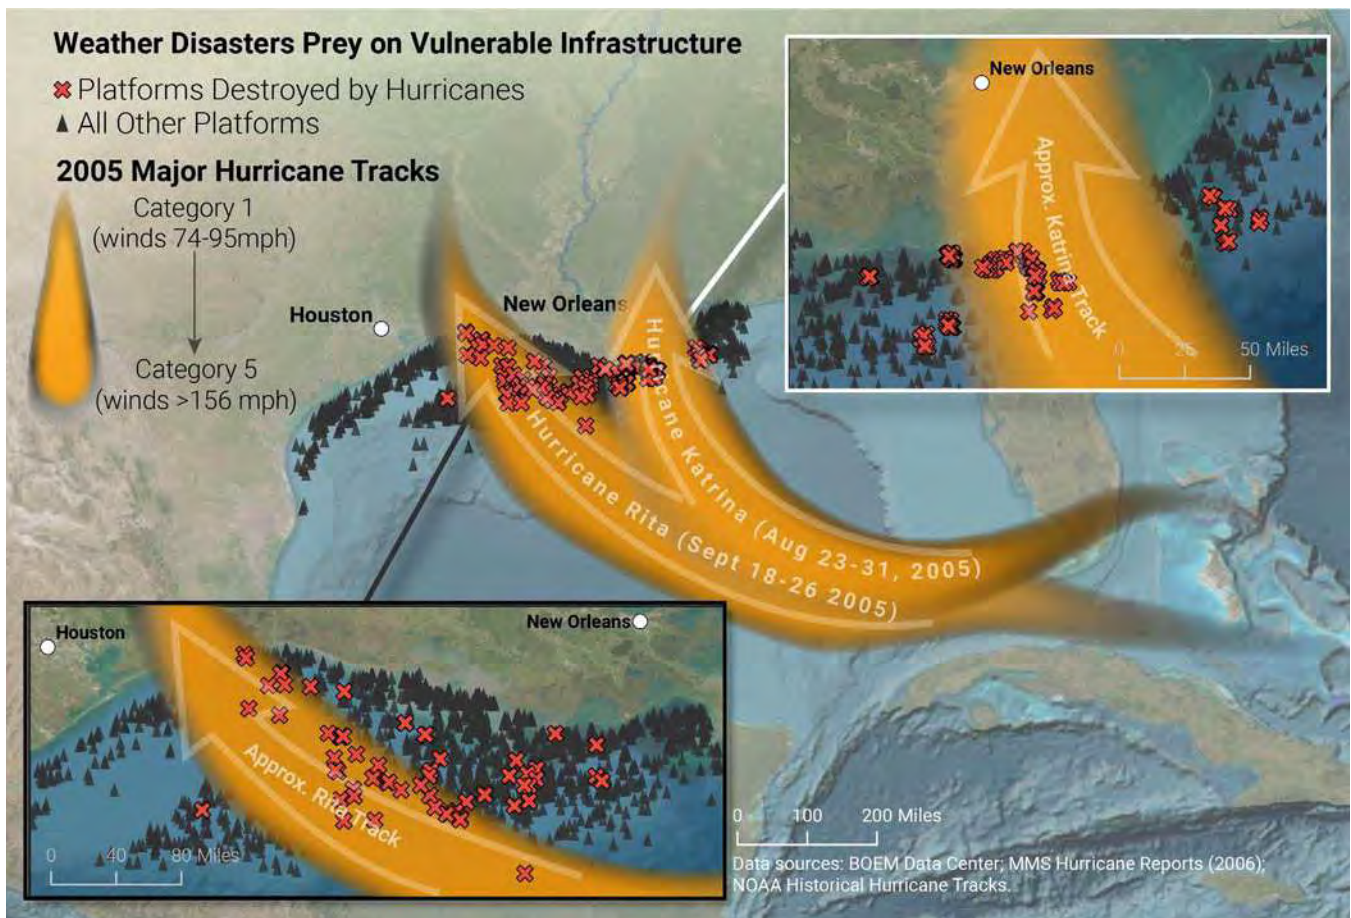 Weather Disasters Prey on Vulnerable Infrastructure
Platforms Destroyed by Hurricanes
All Other Platforms
2005 Major Hurricane Tracks
Category 1
(winds 74-95mph)
Category 5
(winds >156 mph)
Houston
New Orleans
Hurricane Katrina (Aug 23-31, 2005)
Hurricane Rita (Sept 18-26 2005)
New Orleans
Approx. Katrina Track
0 25 50 Miles
Houston
New Orleans
Approx. Rita Track
0 40 80 Miles
0 100 200 Miles
Data sources: BOEM Data Center; MMS Hurricane Reports (2006);
NOAA Historical Hurricane Tracks.